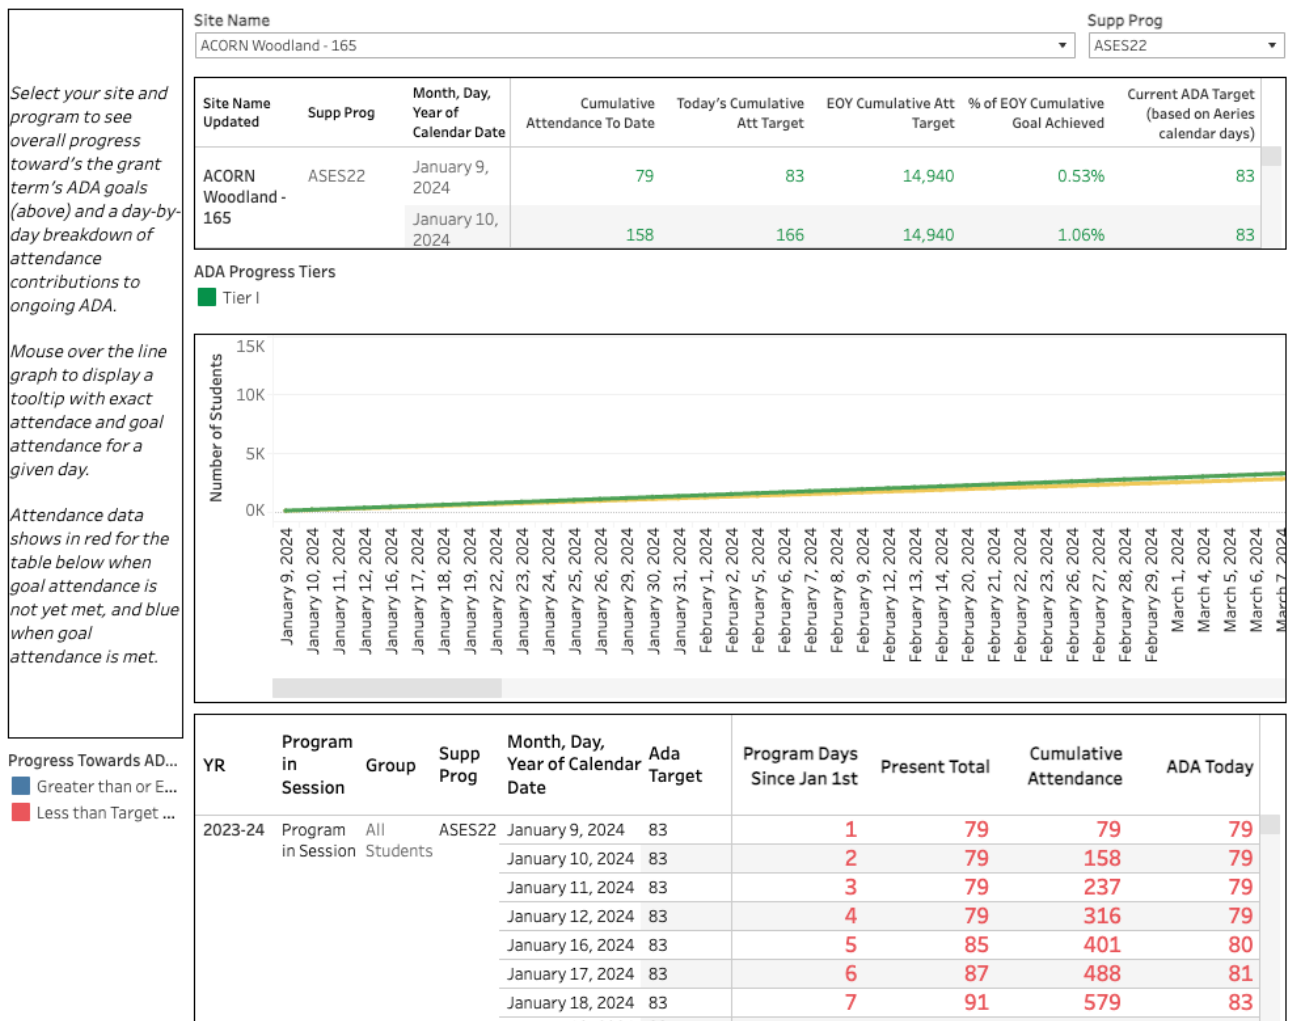 Site Name
ACORN Woodland - 165
Supp Prog
ASES22
Select your site and
program to see
overall progress
toward's the grant
term's ADA goals
(above) and a day-by-
day breakdown of
attendance
contributions to
ongoing ADA.
Mouse over the line
graph to display a
tooltip with exact
attendace and goal
attendance for a
given day.
Attendance data
shows in red for the
table below when
goal attendance is
not yet met, and blue
when goal
attendance is met.
Progress Towards AD...
Greater than or E...
Less than Target ...
Site Name
Updated
Supp Prog
Month, Day,
Year of
Calendar Date
Cumulative
Attendance To Date
Today's Cumulative
Att Target
EOY Cumulative Att
Target
% of EOY Cumulative
Goal Achieved
Current ADA Target
(based on Aeries
calendar days)
ACORN
Woodland -
165
ASES22
January 9,
2024
79
83
14,940
0.53%
83
January 10,
2024
158
166
14,940
1.06%
83
ADA Progress Tiers
Tier I
Number of Students
15K
10K
5K
0K
January 9, 2024
January 10, 2024
January 11, 2024
January 12, 2024
January 16, 2024
January 17, 2024
January 18, 2024
January 19, 2024
January 22, 2024
January 23, 2024
January 24, 2024
January 25, 2024
January 26, 2024
January 29, 2024
January 30, 2024
January 31, 2024
February 1, 2024
February 2, 2024
February 5, 2024
February 6, 2024
February 7, 2024
February 8, 2024
February 9, 2024
February 12, 2024
February 13, 2024
February 14, 2024
February 20, 2024
February 21, 2024
February 22, 2024
February 23, 2024
February 26, 2024
February 27, 2024
February 28, 2024
February 29, 2024
March 1, 2024
March 4, 2024
March 5, 2024
March 6, 2024
March 7, 2024
YR
Program
in
Session
Group
Supp
Prog
Month, Day,
Year of Calendar
Date
Ada
Target
Program Days
Since Jan 1st
Present Total
Cumulative
Attendance
ADA Today
2023-24
Program
in Session
All
Students
ASES22
January 9, 2024 83 1 79 79 79
January 10, 2024 83 2 79 158 79
January 11, 2024 83 3 79 237 79
January 12, 2024 83 4 79 316 79
January 16, 2024 83 5 85 401 80
January 17, 2024 83 6 87 488 81
January 18, 2024 83 7 91 579 83